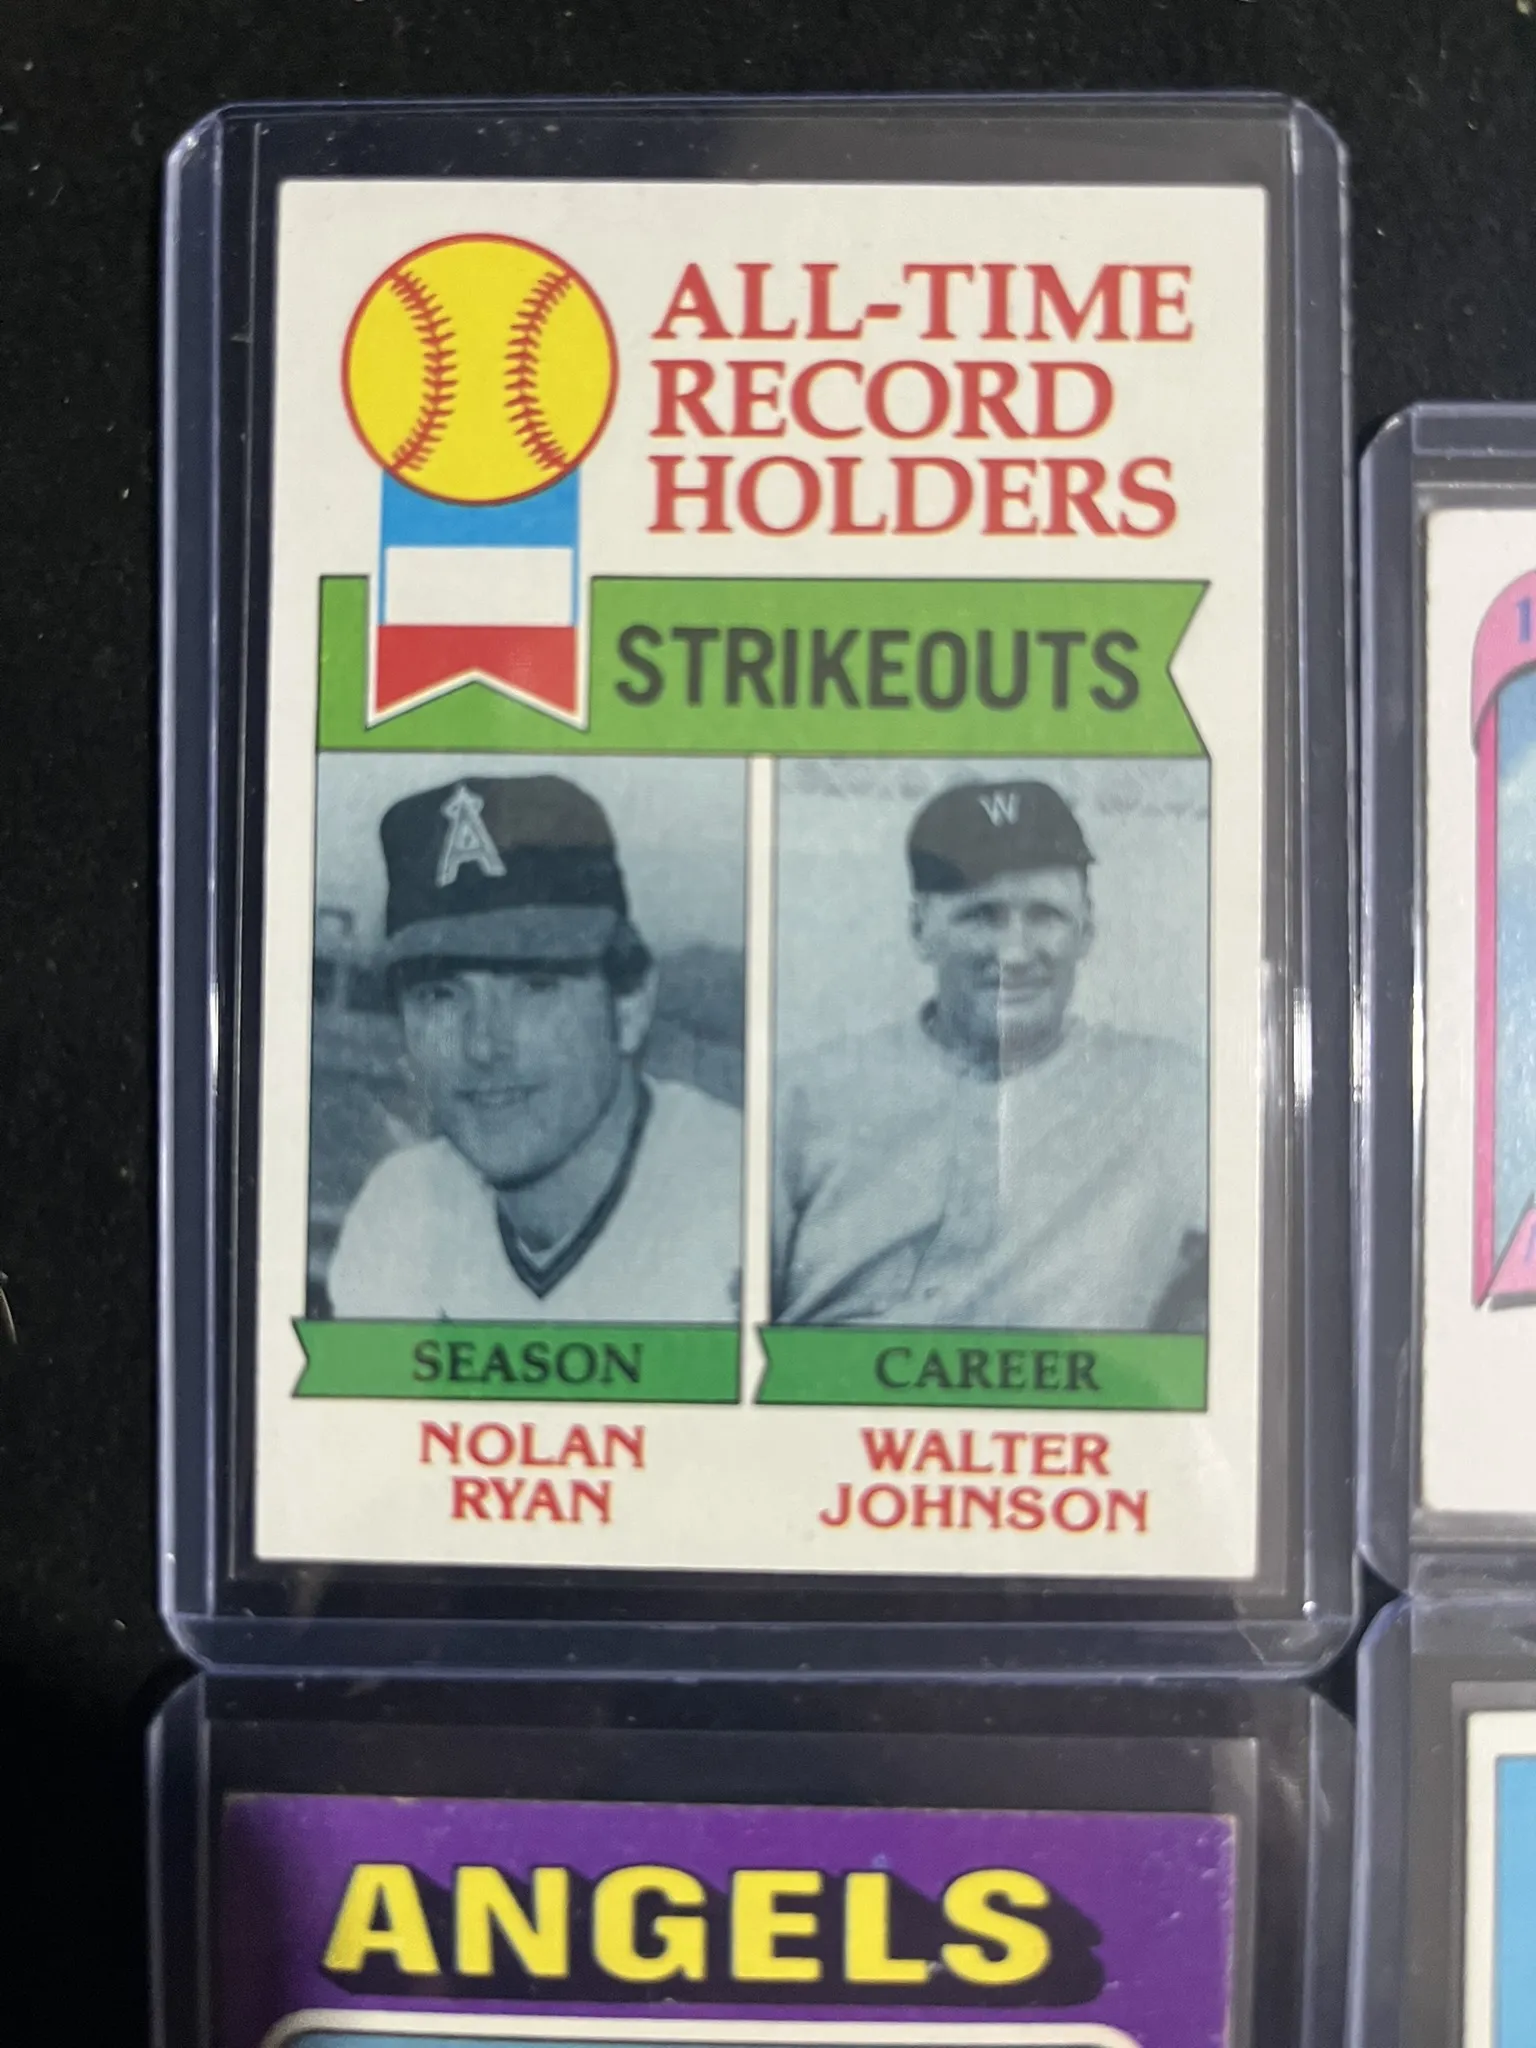 ALL-TIME
RECORD
HOLDERS
STRIKEOUTS
A
W
SEASON
CAREER
NOLAN
RYAN
WALTER
JOHNSON
ANGELS